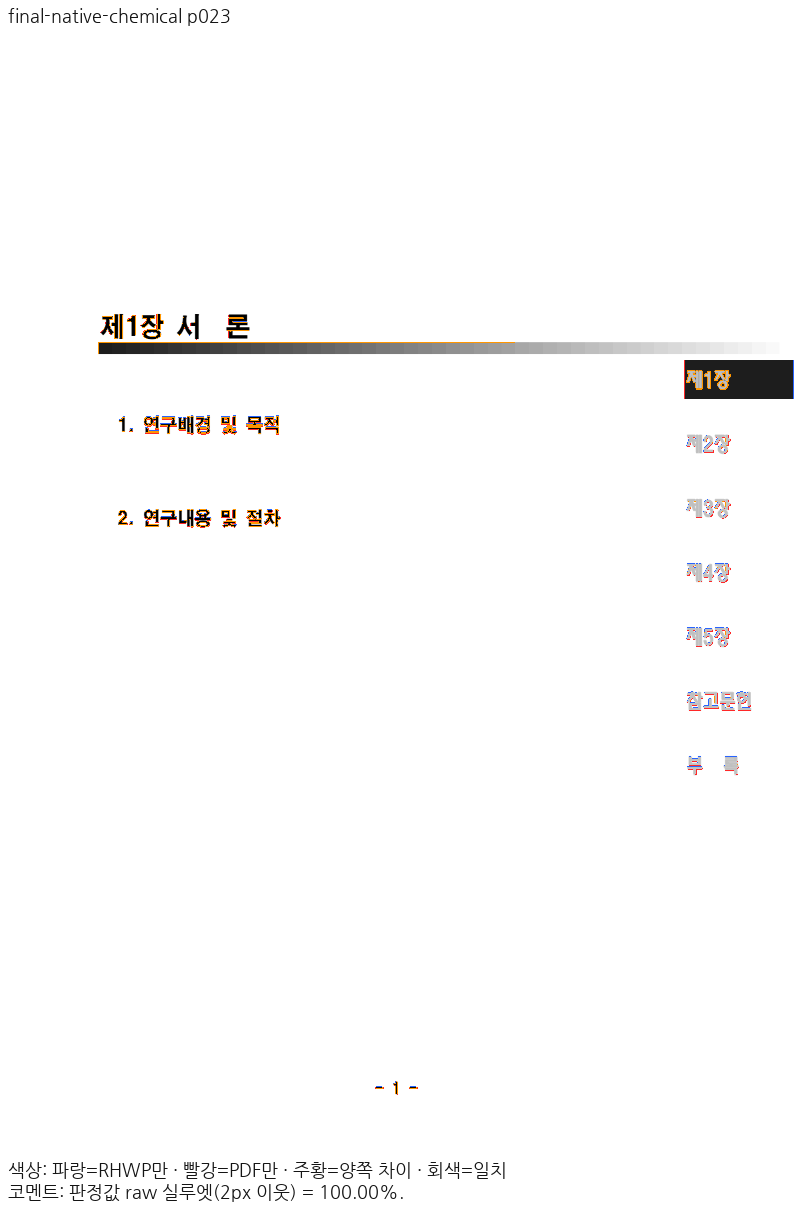 final-native-chemical p023
제1장 서 론
제1장
1. 연구배경 및 목적
제2장
제3장
2. 연구내용 및 절차
제4장
제5장
참고문헌
부 록
- 1 -
색상: 파랑=RHWP만 · 빨강=PDF만 · 주황=양쪽 차이 · 회색=일치
코멘트: 판정값 raw 실루엣(2px 이웃) = 100.00%.